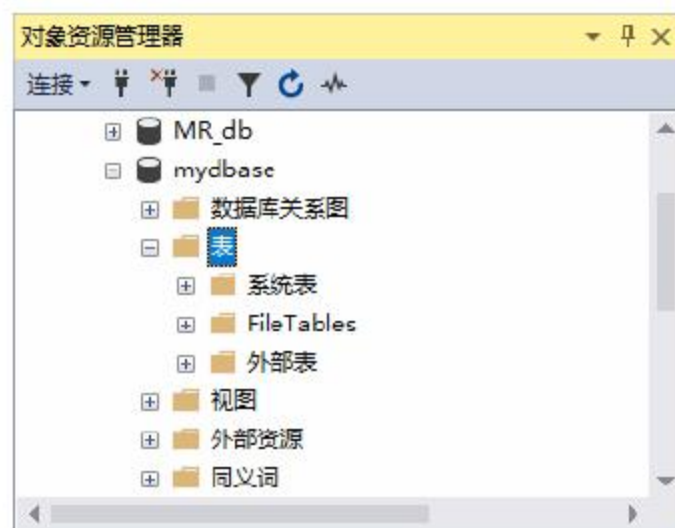 对象资源管理器
连接
MR_db
mydbase
数据库关系图
表
系统表
FileTables
外部表
视图
外部资源
同义词